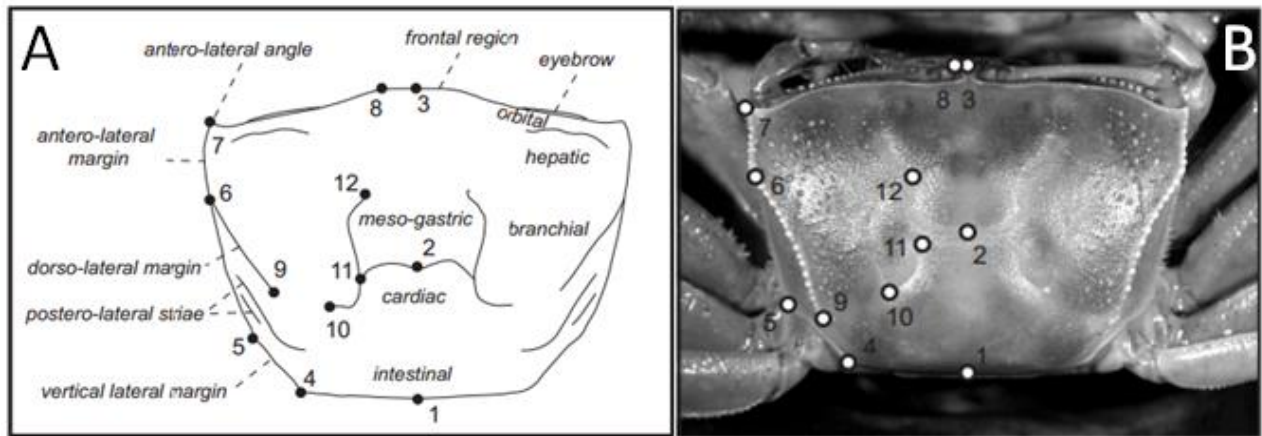 A
antero-lateral angle
frontal region
eyebrow
8
3
orbital
7
antero-lateral
margin
hepatic
6
12
meso-gastric
branchial
2
dorso-lateral margin
9
11
cardiac
postero-lateral striae
10
5
4
intestinal
vertical lateral margin
1
B
8
3
7
6
12
2
11
9
10
5
4
1